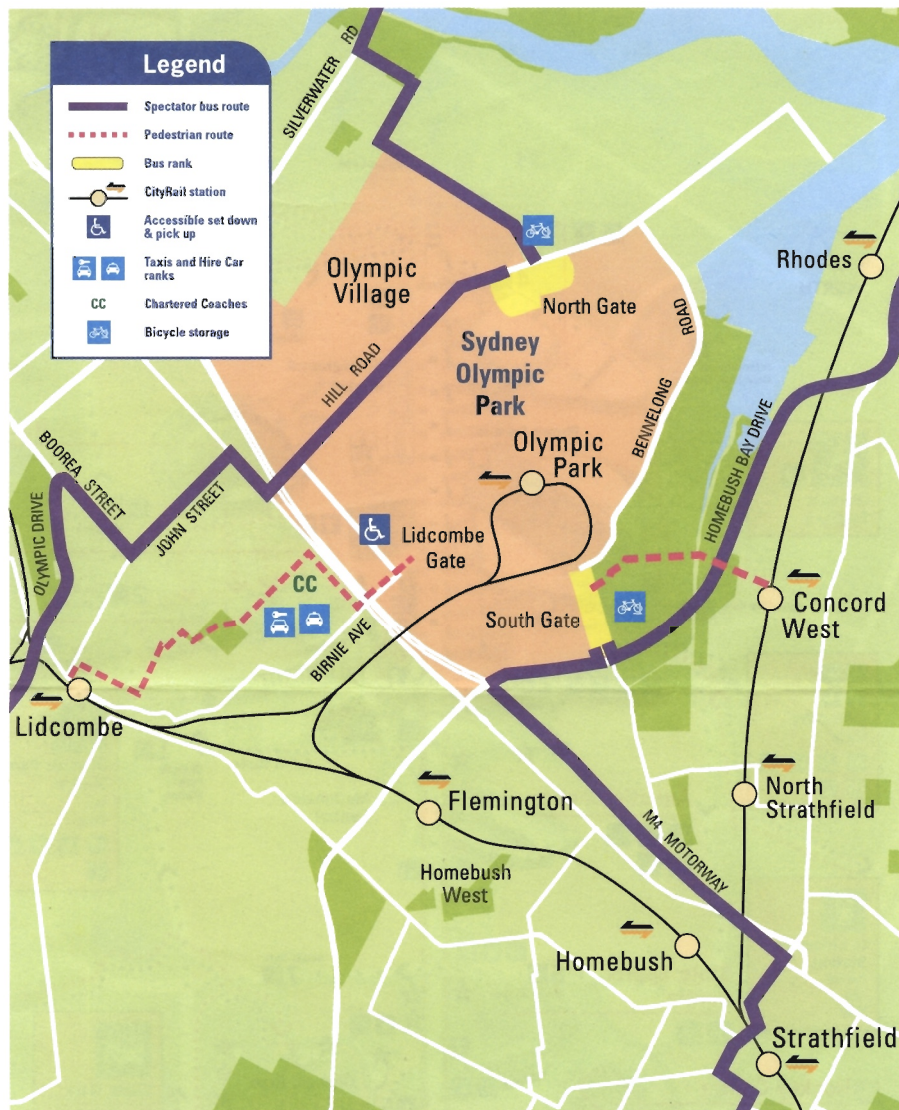 Legend
Spectator bus route
Pedestrian route
Bus rank
CityRail station
Accessible set down
& pick up
Taxis and Hire Car
ranks
CC
Chartered Coaches
Bicycle storage
SILVERWATER RD
Rhodes
Olympic
Village
North Gate
HILL ROAD
Sydney
Olympic
Park
BENNELONG ROAD
Olympic
Park
HOMEBUSH BAY DRIVE
BOOREA STREET
JOHN STREET
OLYMPIC DRIVE
Lidcombe
Gate
CC
Concord
West
South Gate
BIRNIE AVE
Lidcombe
Flemington
North
Strathfield
M4 MOTORWAY
Homebush
West
Homebush
Strathfield